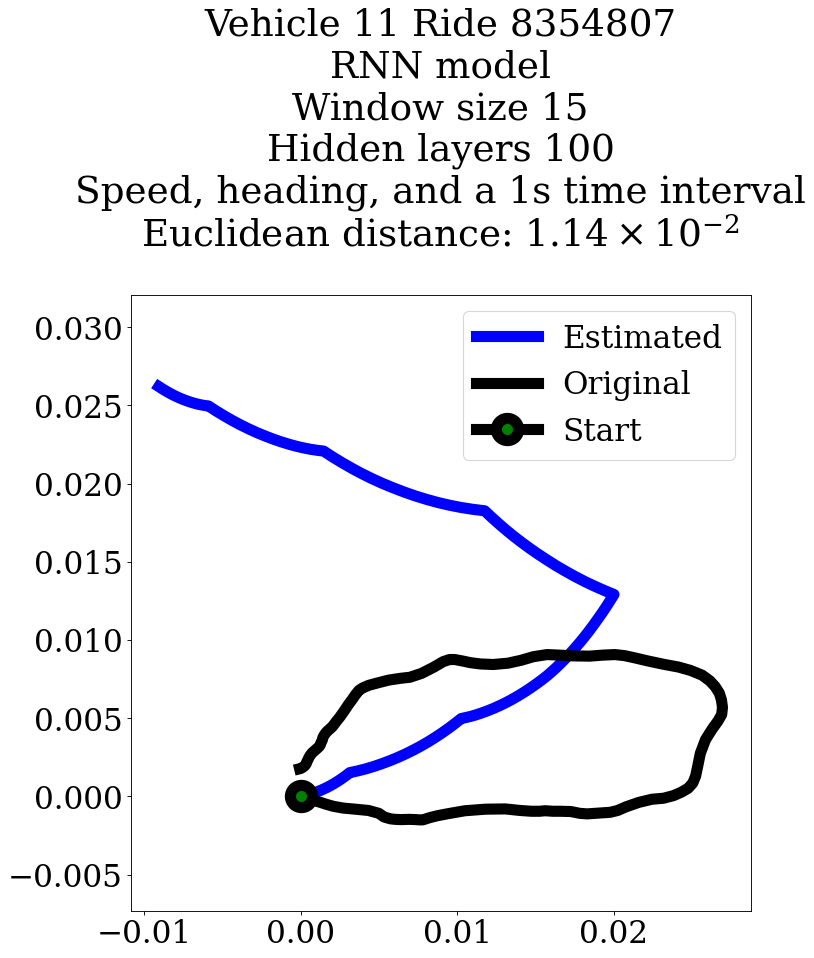 Vehicle 11 Ride 8354807
RNN model
Window size 15
Hidden layers 100
Speed, heading, and a 1s time interval
Euclidean distance: 1.14 × 10⁻²
Estimated
Original
Start
0.030
0.025
0.020
0.015
0.010
0.005
0.000
−0.005
−0.01 0.00 0.01 0.02